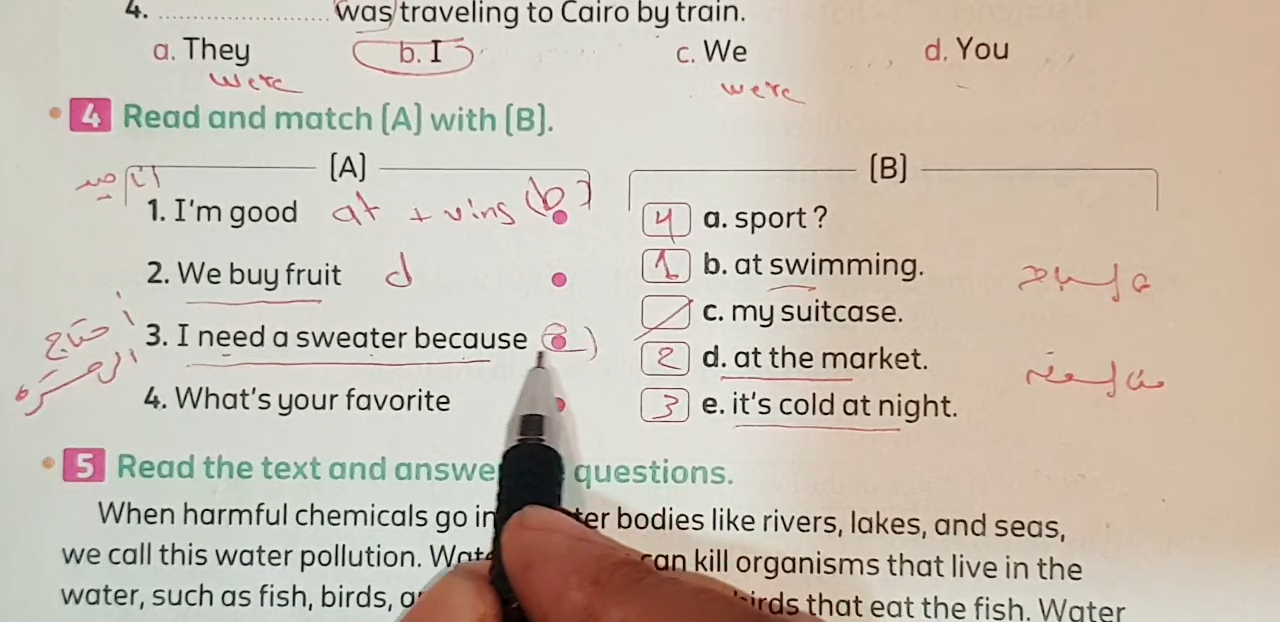 4. ........................ was traveling to Cairo by train.
a. They b. I c. We d. You
were were
4 Read and match (A) with (B).
(A) (B)
1. I'm good at + v ing (b)
4 a. sport ?
2. We buy fruit d
1 b. at swimming.
3. I need a sweater because
c. my suitcase.
4. What's your favorite
2 d. at the market.
3 e. it's cold at night.
5 Read the text and answe questions.
When harmful chemicals go in ter bodies like rivers, lakes, and seas,
we call this water pollution. Wate can kill organisms that live in the
water, such as fish, birds, a birds that eat the fish. Water